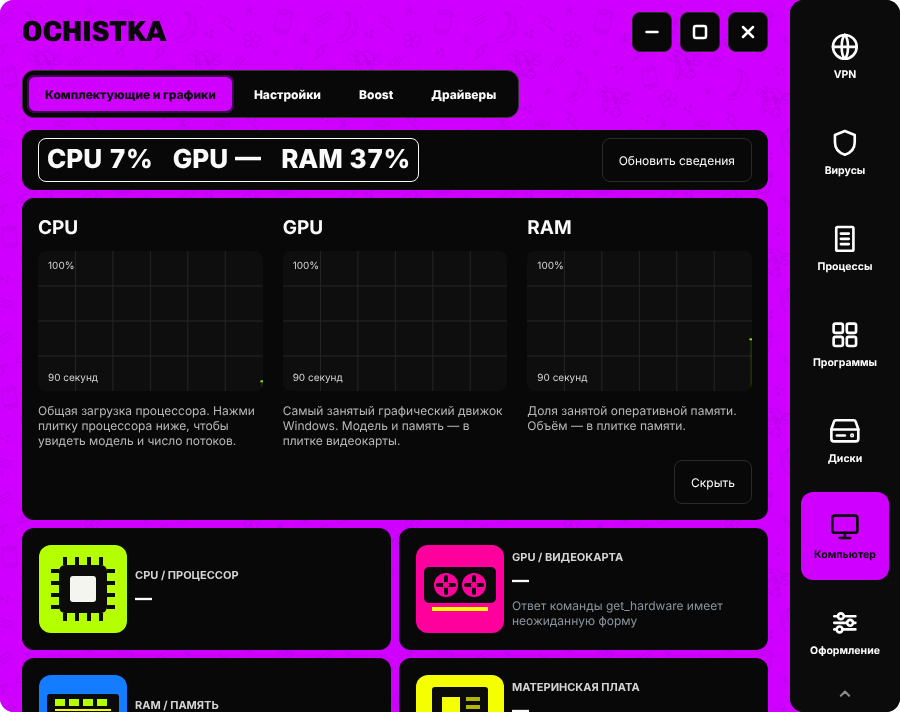 OCHISTKA
Комплектующие и графики
Настройки
Boost
Драйверы
CPU 7% GPU — RAM 37%
Обновить сведения
CPU
100%
90 секунд
Общая загрузка процессора. Нажми
плитку процессора ниже, чтобы
увидеть модель и число потоков.
GPU
100%
90 секунд
Самый занятый графический движок
Windows. Модель и память — в
плитке видеокарты.
RAM
100%
90 секунд
Доля занятой оперативной памяти.
Объём — в плитке памяти.
Скрыть
CPU / ПРОЦЕССОР
—
GPU / ВИДЕОКАРТА
—
Ответ команды get_hardware имеет
неожиданную форму
RAM / ПАМЯТЬ
МАТЕРИНСКАЯ ПЛАТА
—
VPN
Вирусы
Процессы
Программы
Диски
Компьютер
Оформление